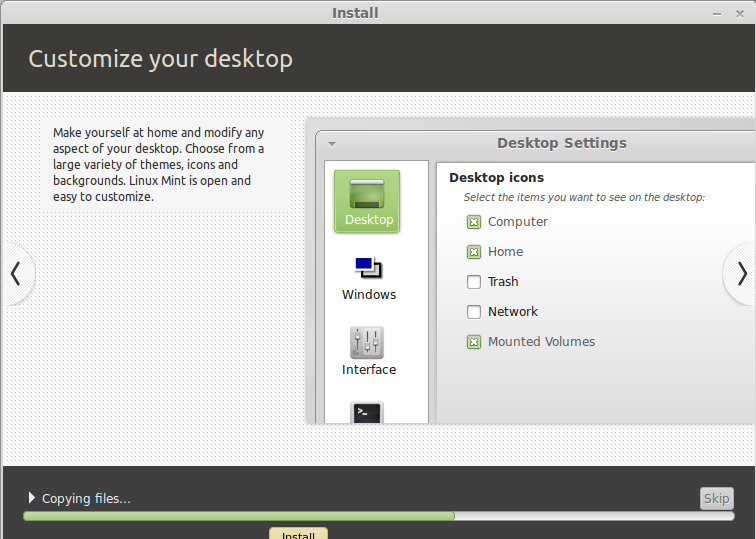 Install
Customize your desktop
Make yourself at home and modify any
aspect of your desktop. Choose from a
large variety of themes, icons and
backgrounds. Linux Mint is open and
easy to customize.
Desktop Settings
Desktop
Windows
Interface
>_
Desktop icons
Select the items you want to see on the desktop:
Computer
Home
Trash
Network
Mounted Volumes
Copying files...
Skip
Install